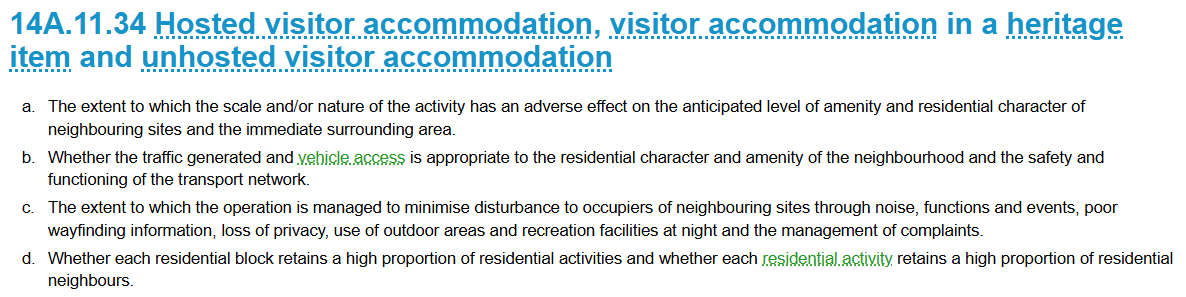 14A.11.34 Hosted visitor accommodation, visitor accommodation in a heritage
item and unhosted visitor accommodation
a. The extent to which the scale and/or nature of the activity has an adverse effect on the anticipated level of amenity and residential character of
neighbouring sites and the immediate surrounding area.
b. Whether the traffic generated and vehicle access is appropriate to the residential character and amenity of the neighbourhood and the safety and
functioning of the transport network.
c. The extent to which the operation is managed to minimise disturbance to occupiers of neighbouring sites through noise, functions and events, poor
wayfinding information, loss of privacy, use of outdoor areas and recreation facilities at night and the management of complaints.
d. Whether each residential block retains a high proportion of residential activities and whether each residential activity retains a high proportion of residential
neighbours.